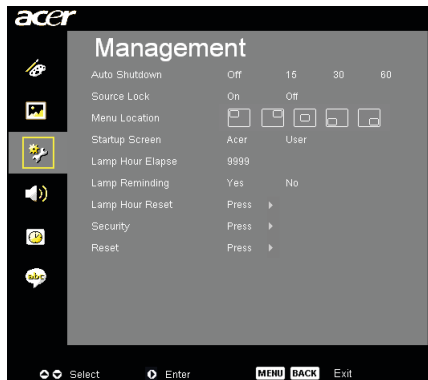 acer
Management
Auto Shutdown Off 15 30 60
Source Lock On Off
Menu Location
Startup Screen Acer User
Lamp Hour Elapse 9999
Lamp Reminding Yes No
Lamp Hour Reset Press
Security Press
Reset Press
abc
Select Enter MENU BACK Exit